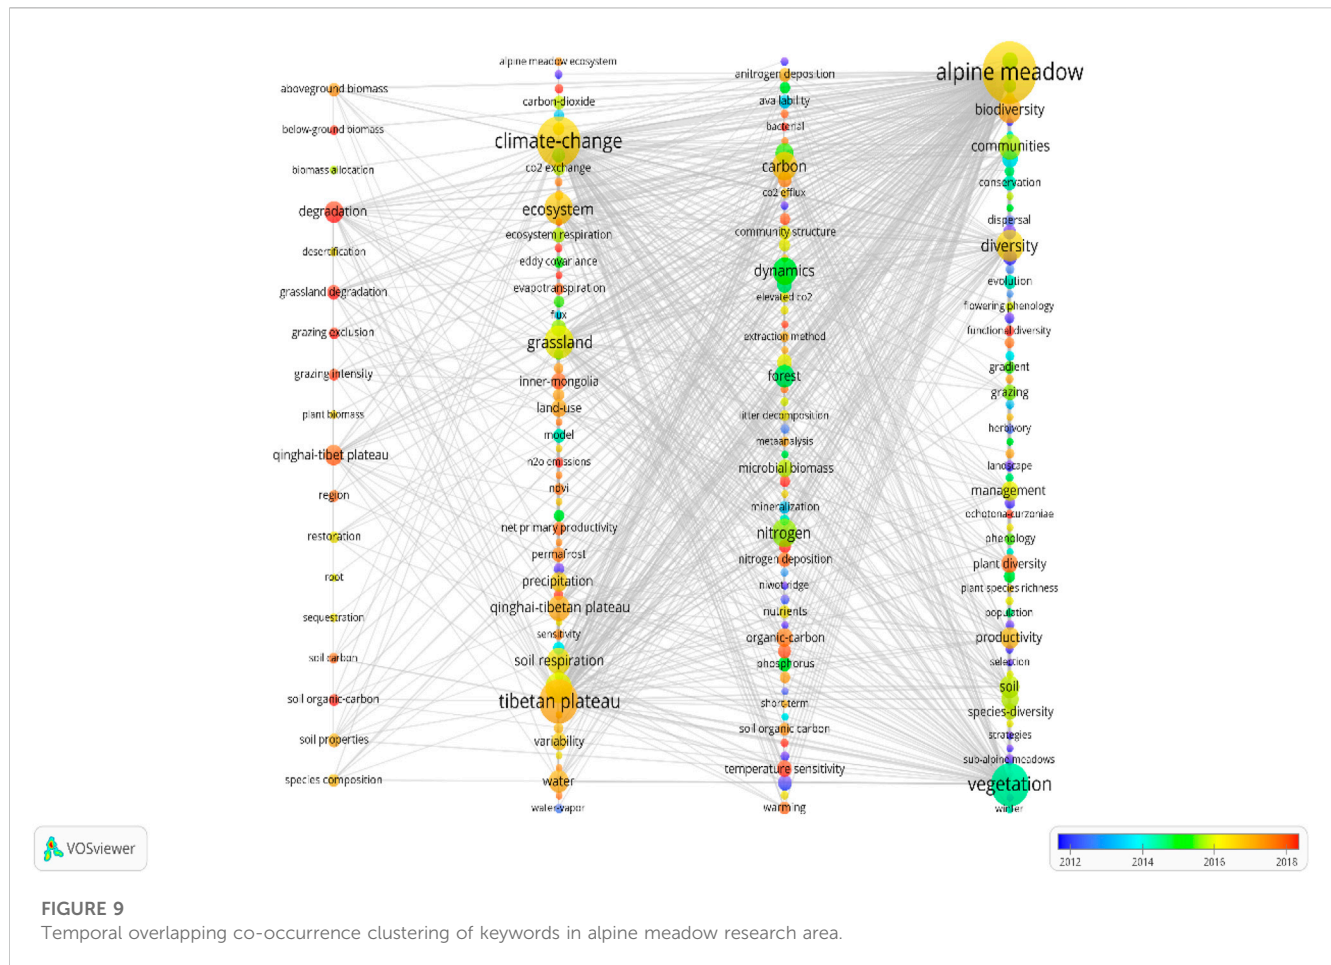 aboveground biomass
below-ground biomass
biomass allocation
degradation
desertification
grassland degradation
grazing exclusion
grazing intensity
plant biomass
qinghai-tibet plateau
region
restoration
root
sequestration
soil carbon
soil organic-carbon
soil properties
species composition
alpine meadow ecosystem
carbon-dioxide
climate-change
co2 exchange
ecosystem
ecosystem respiration
eddy covariance
evapotranspiration
flux
grassland
inner-mongolia
land-use
model
n2o emissions
ndvi
net primary productivity
permafrost
precipitation
qinghai-tibetan plateau
sensitivity
soil respiration
tibetan plateau
variability
water
water-vapor
anitrogen deposition
availability
bacterial
carbon
co2 efflux
community structure
dynamics
elevated co2
extraction method
forest
litter decomposition
metaanalysis
microbial biomass
mineralization
nitrogen
nitrogen deposition
niwot ridge
nutrients
organic-carbon
phosphorus
short-term
soil organic carbon
temperature sensitivity
warming
alpine meadow
biodiversity
communities
conservation
dispersal
diversity
evolution
flowering phenology
functional diversity
gradient
grazing
herbivory
landscape
management
ochotona-curzoniae
phenology
plant diversity
plant-species richness
population
productivity
selection
soil
species-diversity
strategies
sub-alpine meadows
vegetation
winter
VOSviewer
2012 2014 2016 2018
FIGURE 9
Temporal overlapping co-occurrence clustering of keywords in alpine meadow research area.